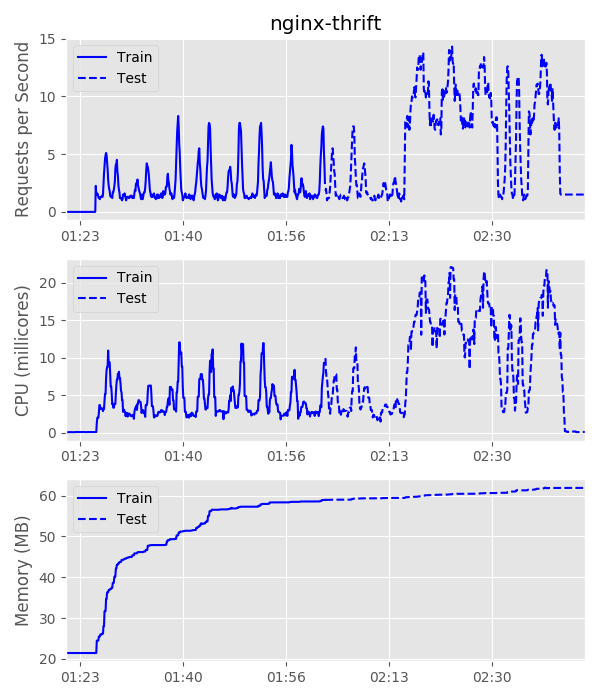 nginx-thrift
Requests per Second
15
10
5
0
Train
Test
01:23 01:40 01:56 02:13 02:30
CPU (millicores)
20
15
10
5
0
Train
Test
01:23 01:40 01:56 02:13 02:30
Memory (MB)
60
50
40
30
20
Train
Test
01:23 01:40 01:56 02:13 02:30